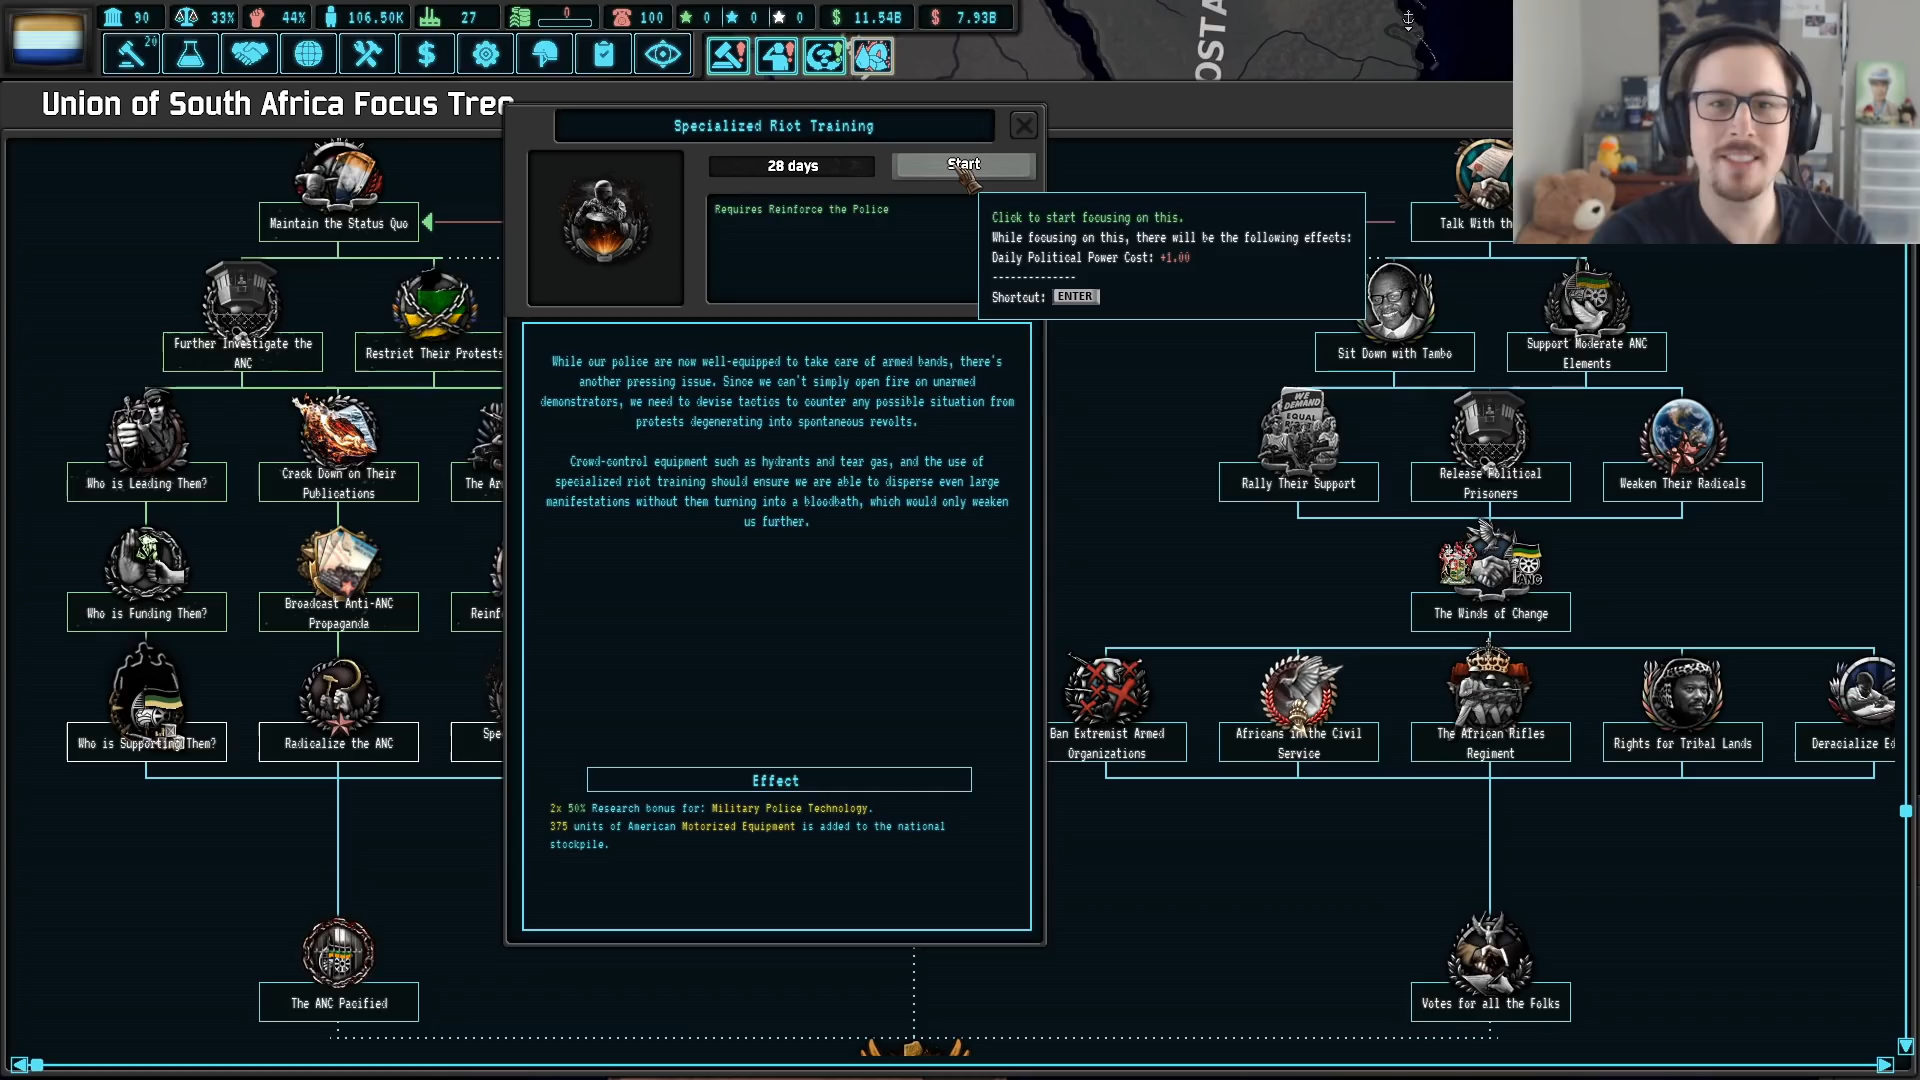 90
33%
44%
106.50K
27
0
100
0
0
0
$ 11.54B
$ 7.93B
20
OSTA
Union of South Africa Focus Tree
Specialized Riot Training
28 days
Start
Requires Reinforce the Police
Click to start focusing on this.
While focusing on this, there will be the following effects:
Daily Political Power Cost: +1.00
--------------
Shortcut: ENTER
While our police are now well-equipped to take care of armed bands, there's
another pressing issue. Since we can't simply open fire on unarmed
demonstrators, we need to devise tactics to counter any possible situation from
protests degenerating into spontaneous revolts.
Crowd-control equipment such as hydrants and tear gas, and the use of
specialized riot training should ensure we are able to disperse even large
manifestations without them turning into a bloodbath, which would only weaken
us further.
Effect
2x 50% Research bonus for: Military Police Technology.
375 units of American Motorized Equipment is added to the national
stockpile.
Maintain the Status Quo
Further Investigate the
ANC
Restrict Their Protests
Who is Leading Them?
Crack Down on Their
Publications
The Ar
Who is Funding Them?
Broadcast Anti-ANC
Propaganda
Reinf
Who is Supporting Them?
Radicalize the ANC
Spe
The ANC Pacified
Talk With th
Sit Down with Tambo
Support Moderate ANC
Elements
WE
DEMAND
EQUAL
Rally Their Support
Release Political
Prisoners
Weaken Their Radicals
ANC
The Winds of Change
Ban Extremist Armed
Organizations
Africans in the Civil
Service
The African Rifles
Regiment
Rights for Tribal Lands
Deracialize Ed
Votes for all the Folks